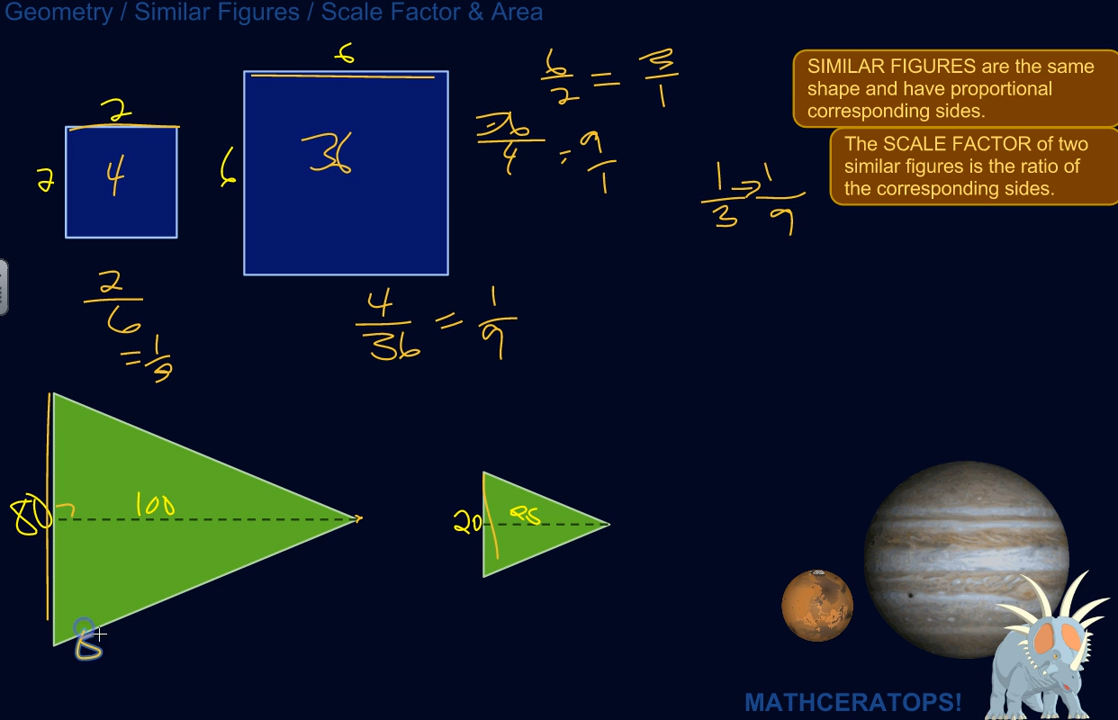 Geometry / Similar Figures / Scale Factor & Area
SIMILAR FIGURES are the same
shape and have proportional
corresponding sides.
The SCALE FACTOR of two
similar figures is the ratio of
the corresponding sides.
2
2
4
6
6
36
6/2 = 3/1
36/4 = 9/1
1/3 → 1/9
2/6
= 1/3
4/36 = 1/9
80
100
20
25
8
MATHCERATOPS!